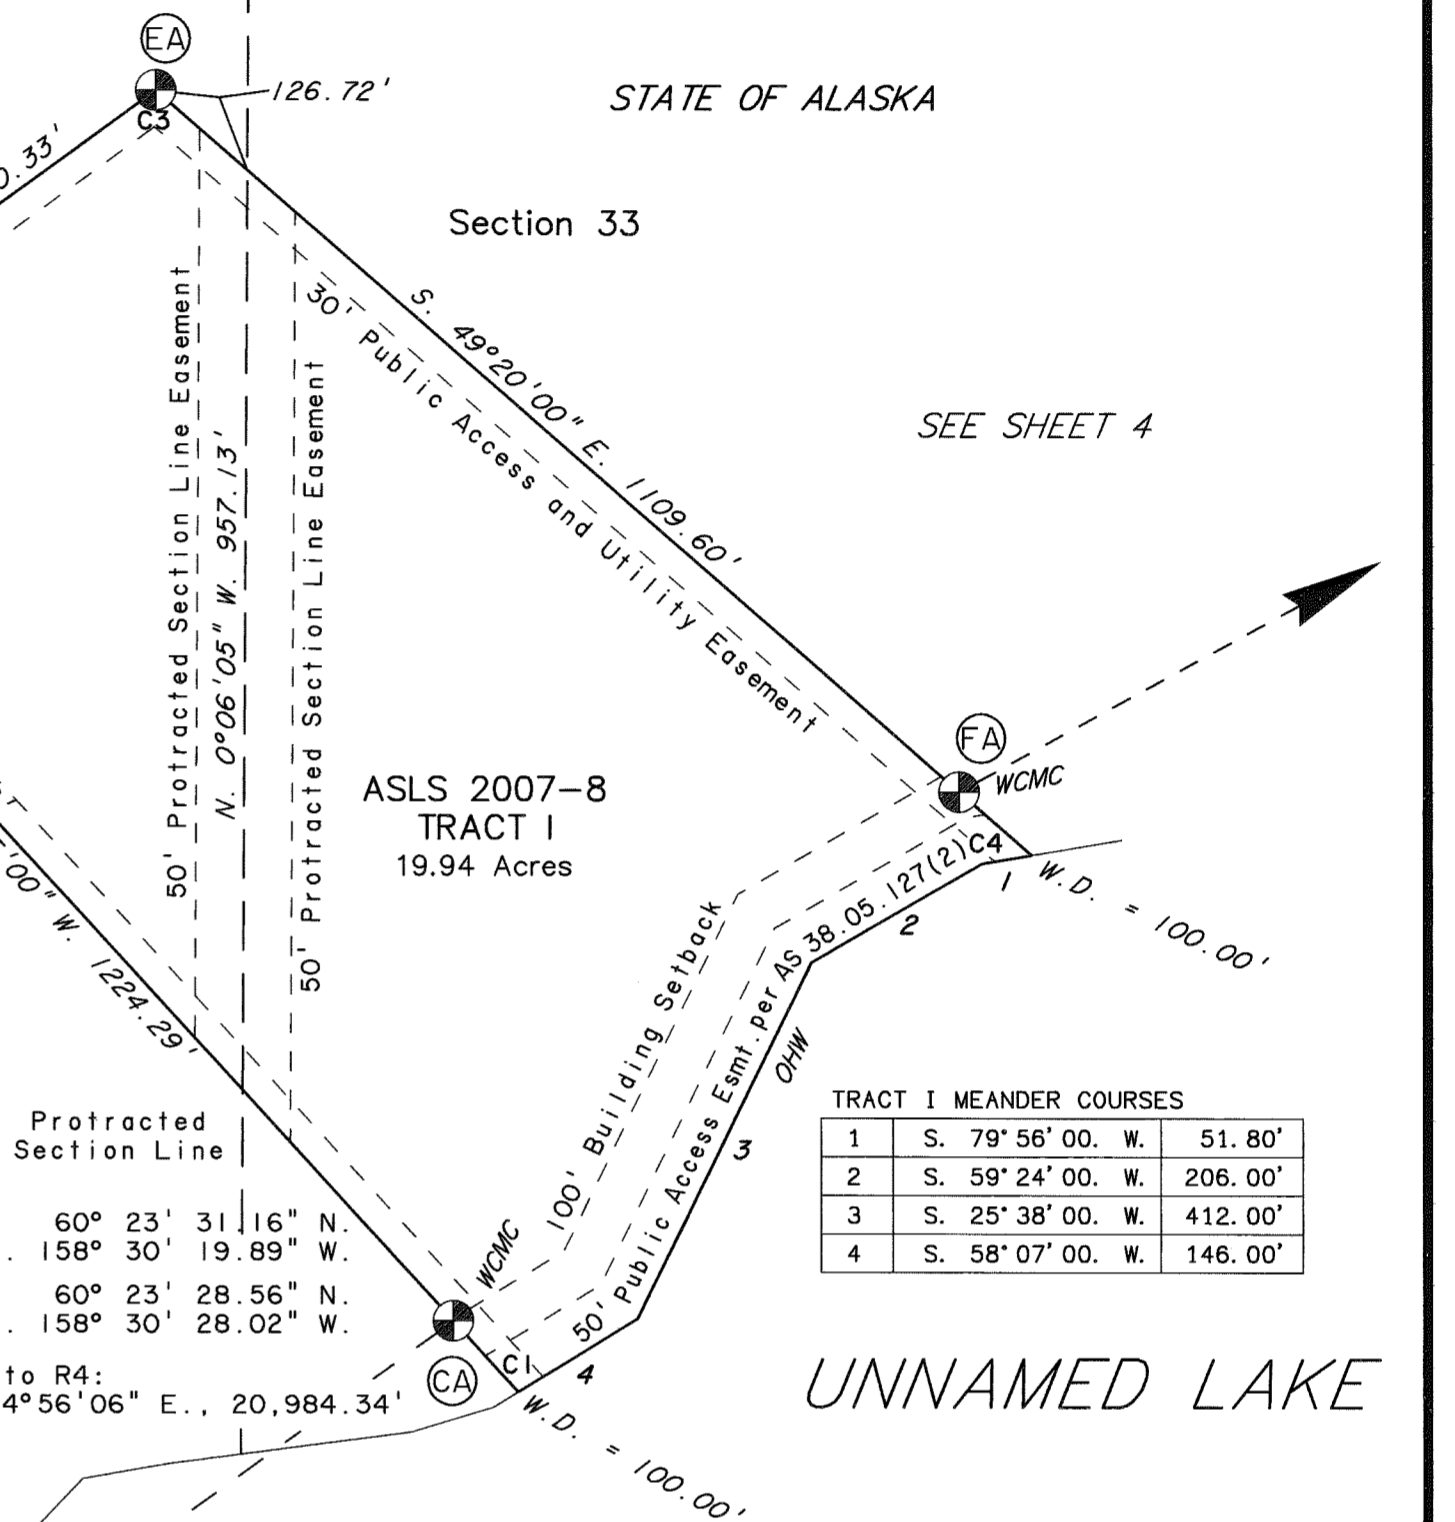 EA
126.72'
STATE OF ALASKA
C3
0.33'
Section 33
S. 49°20'00" E. 1109.60'
30' Public Access and Utility Easement
SEE SHEET 4
50' Protracted Section Line Easement
N. 0°06'05" W. 957.13'
50' Protracted Section Line Easement
FA
WCMC
ASLS 2007-8
TRACT I
19.94 Acres
C4
1
W.D. = 100.00'
2
'00" W. 1224.29'
100' Building Setback
50' Public Access Esmt. per AS 38.05.127(2)
OHW
3
Protracted
Section Line
TRACT I MEANDER COURSES
1 S. 79°56'00. W. 51.80'
2 S. 59°24'00. W. 206.00'
3 S. 25°38'00. W. 412.00'
4 S. 58°07'00. W. 146.00'
60° 23' 31.16" N.
. 158° 30' 19.89" W.
60° 23' 28.56" N.
. 158° 30' 28.02" W.
WCMC
to R4:
4°56'06" E., 20,984.34'
CA
C1
4
W.D. = 100.00'
UNNAMED LAKE